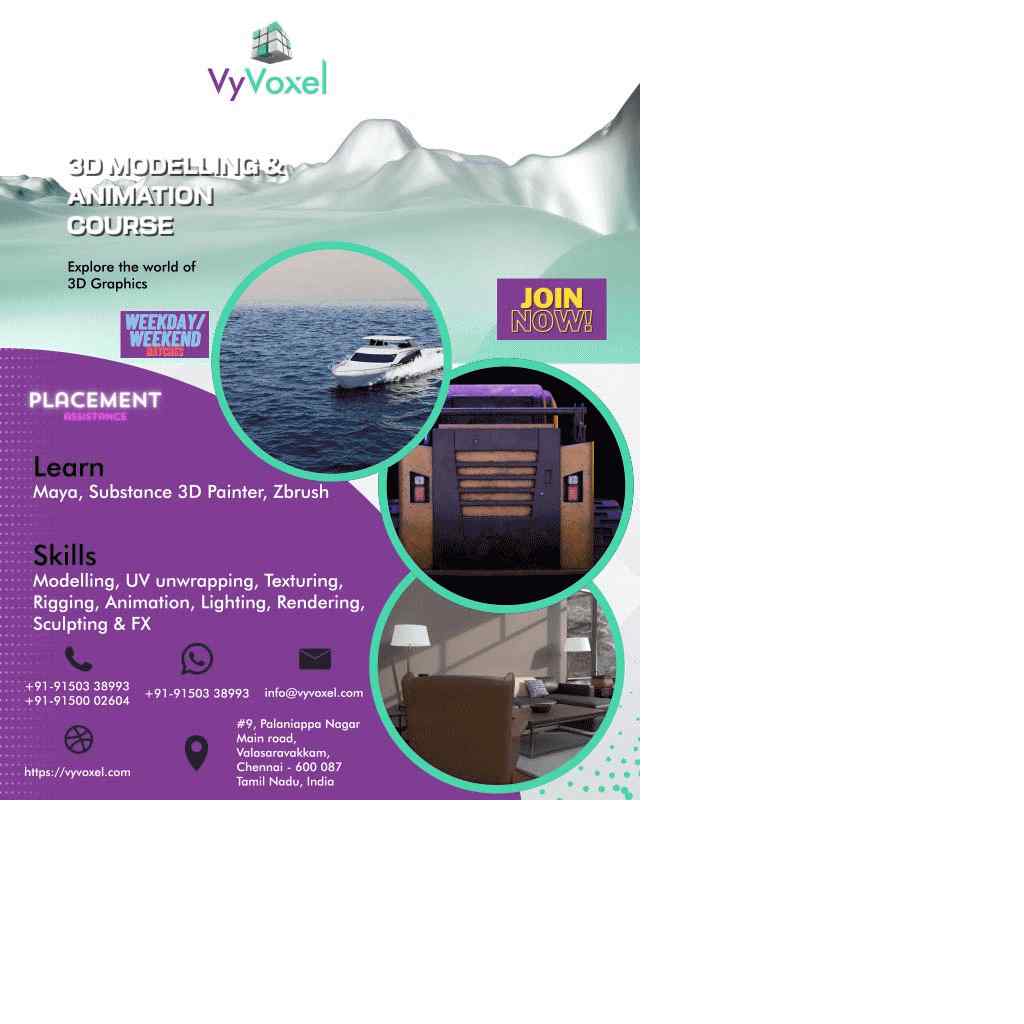 VyVoxel
3D MODELLING &
ANIMATION
COURSE
Explore the world of
3D Graphics
WEEKDAY/
WEEKEND
BATCHES
JOIN
NOW!
PLACEMENT
ASSISTANCE
Learn
Maya, Substance 3D Painter, Zbrush
Skills
Modelling, UV unwrapping, Texturing,
Rigging, Animation, Lighting, Rendering,
Sculpting & FX
+91-91503 38993
+91-91500 02604
+91-91503 38993
info@vyvoxel.com
https://vyvoxel.com
#9, Palaniappa Nagar
Main road,
Valasaravakkam,
Chennai - 600 087
Tamil Nadu, India